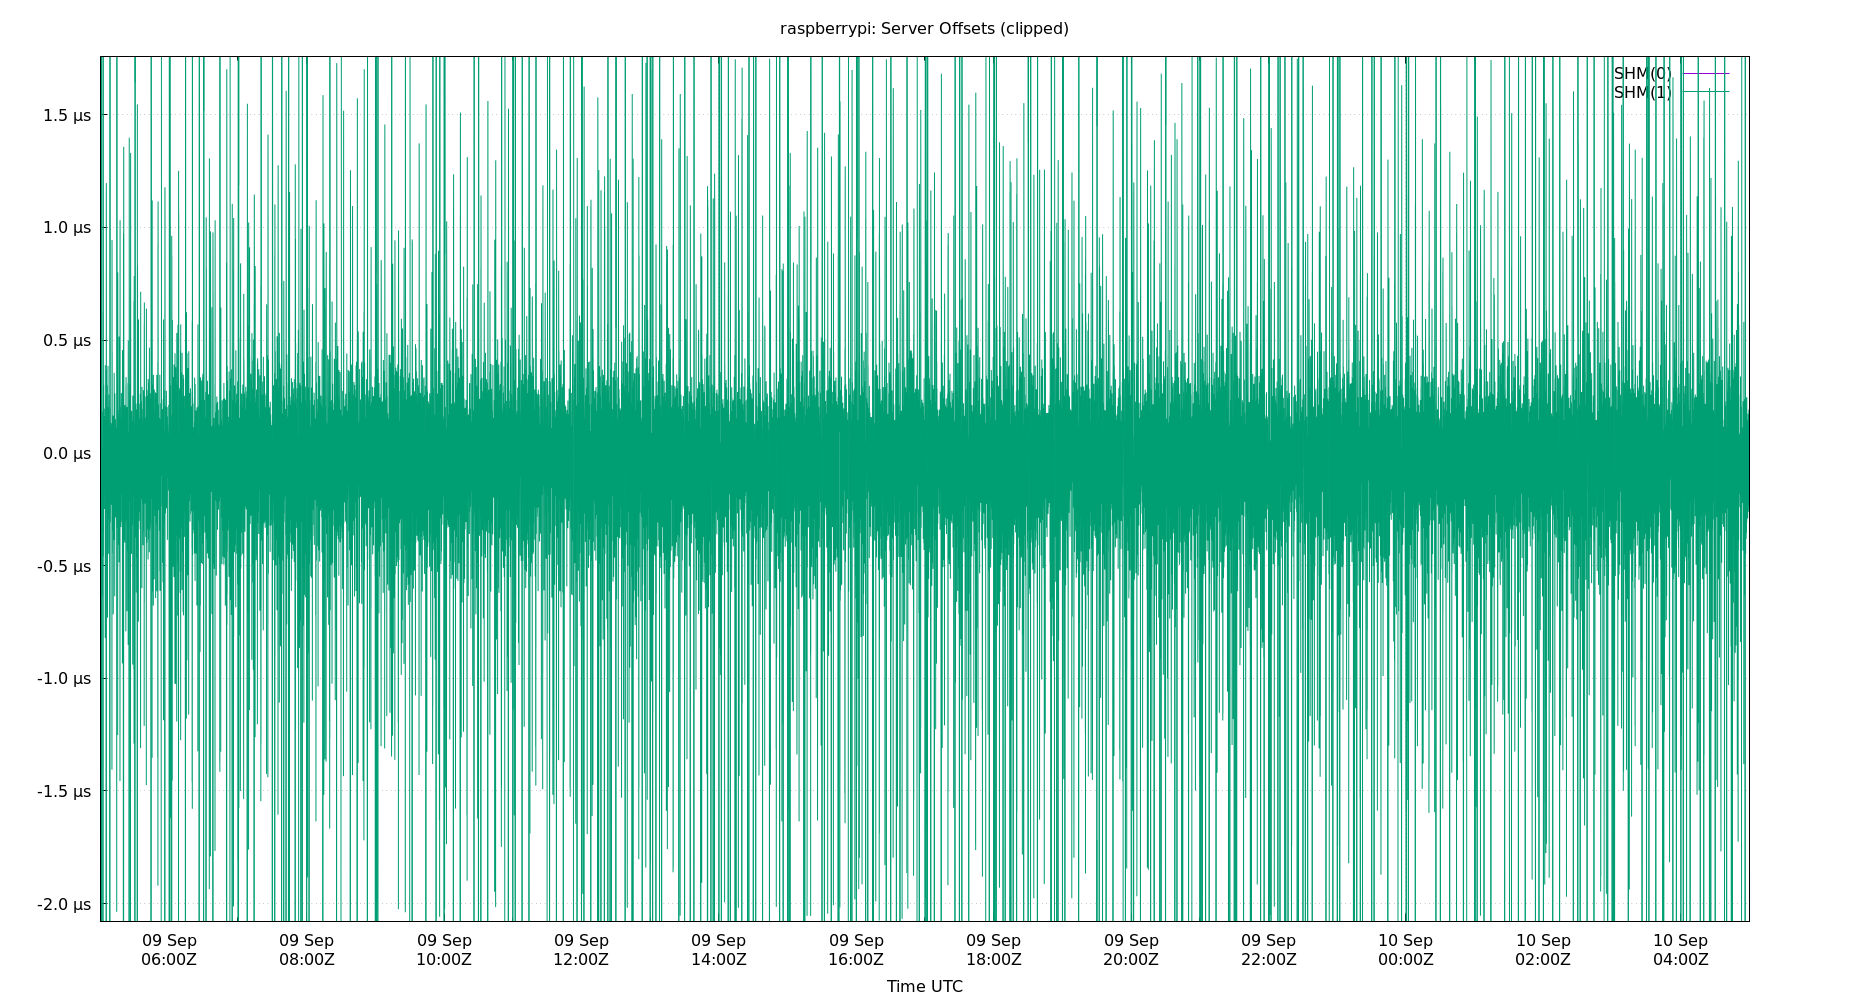 raspberrypi: Server Offsets (clipped)
SHM(0)
SHM(1)
1.5 µs
1.0 µs
0.5 µs
0.0 µs
-0.5 µs
-1.0 µs
-1.5 µs
-2.0 µs
09 Sep 09 Sep 09 Sep 09 Sep 09 Sep 09 Sep 09 Sep 09 Sep 09 Sep 10 Sep 10 Sep 10 Sep
06:00Z 08:00Z 10:00Z 12:00Z 14:00Z 16:00Z 18:00Z 20:00Z 22:00Z 00:00Z 02:00Z 04:00Z
Time UTC